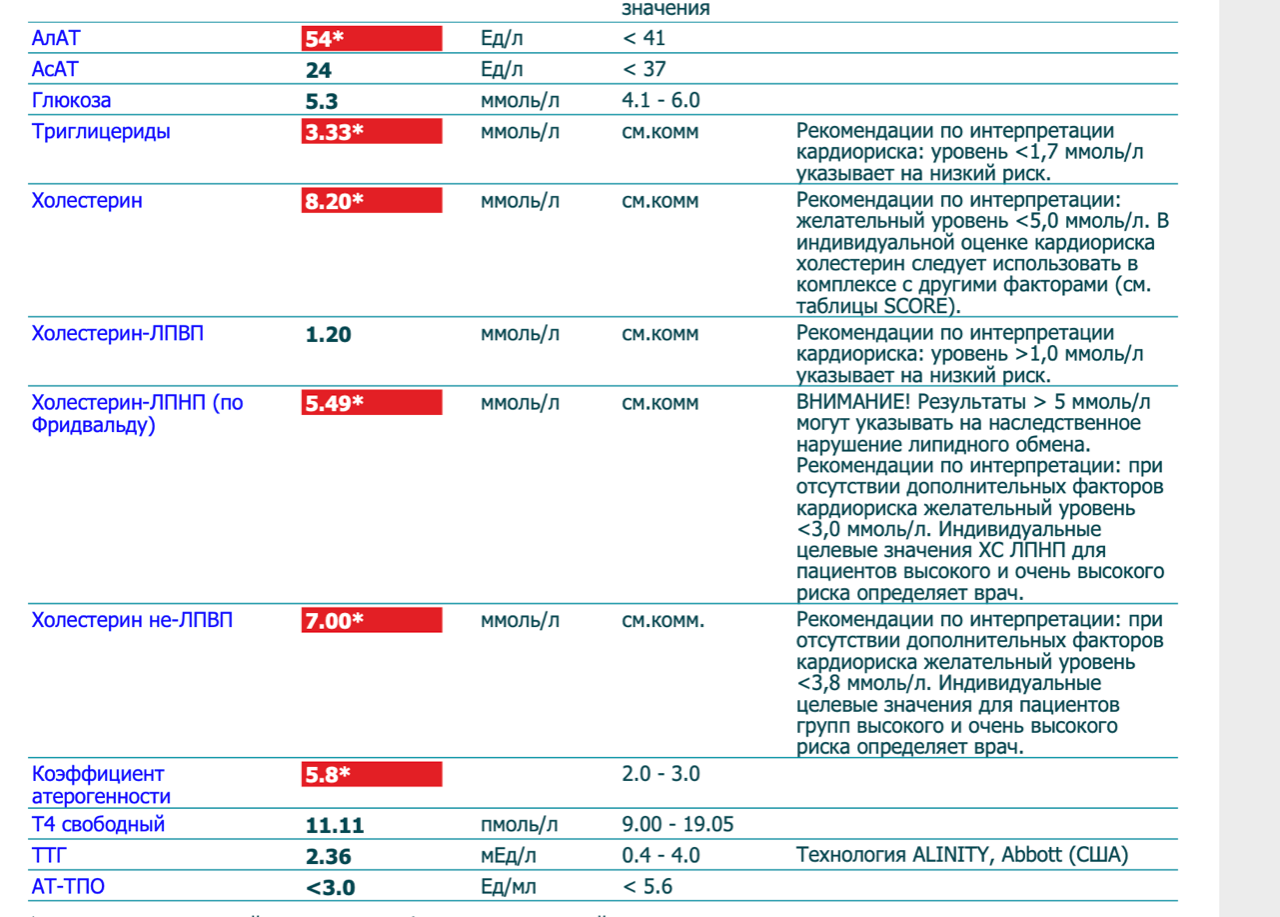 значения
АлАТ 54* Ед/л < 41
АсАТ 24 Ед/л < 37
Глюкоза 5.3 ммоль/л 4.1 - 6.0
Триглицериды 3.33* ммоль/л см.комм Рекомендации по интерпретации
кардиориска: уровень <1,7 ммоль/л
указывает на низкий риск.
Холестерин 8.20* ммоль/л см.комм Рекомендации по интерпретации:
желательный уровень <5,0 ммоль/л. В
индивидуальной оценке кардиориска
холестерин следует использовать в
комплексе с другими факторами (см.
таблицы SCORE).
Холестерин-ЛПВП 1.20 ммоль/л см.комм Рекомендации по интерпретации
кардиориска: уровень >1,0 ммоль/л
указывает на низкий риск.
Холестерин-ЛПНП (по 5.49* ммоль/л см.комм ВНИМАНИЕ! Результаты > 5 ммоль/л
Фридвальду) могут указывать на наследственное
нарушение липидного обмена.
Рекомендации по интерпретации: при
отсутствии дополнительных факторов
кардиориска желательный уровень
<3,0 ммоль/л. Индивидуальные
целевые значения ХС ЛПНП для
пациентов высокого и очень высокого
риска определяет врач.
Холестерин не-ЛПВП 7.00* ммоль/л см.комм. Рекомендации по интерпретации: при
отсутствии дополнительных факторов
кардиориска желательный уровень
<3,8 ммоль/л. Индивидуальные
целевые значения для пациентов
групп высокого и очень высокого
риска определяет врач.
Коэффициент 5.8* 2.0 - 3.0
атерогенности
Т4 свободный 11.11 пмоль/л 9.00 - 19.05
ТТГ 2.36 мЕд/л 0.4 - 4.0 Технология ALINITY, Abbott (США)
АТ-ТПО <3.0 Ед/мл < 5.6